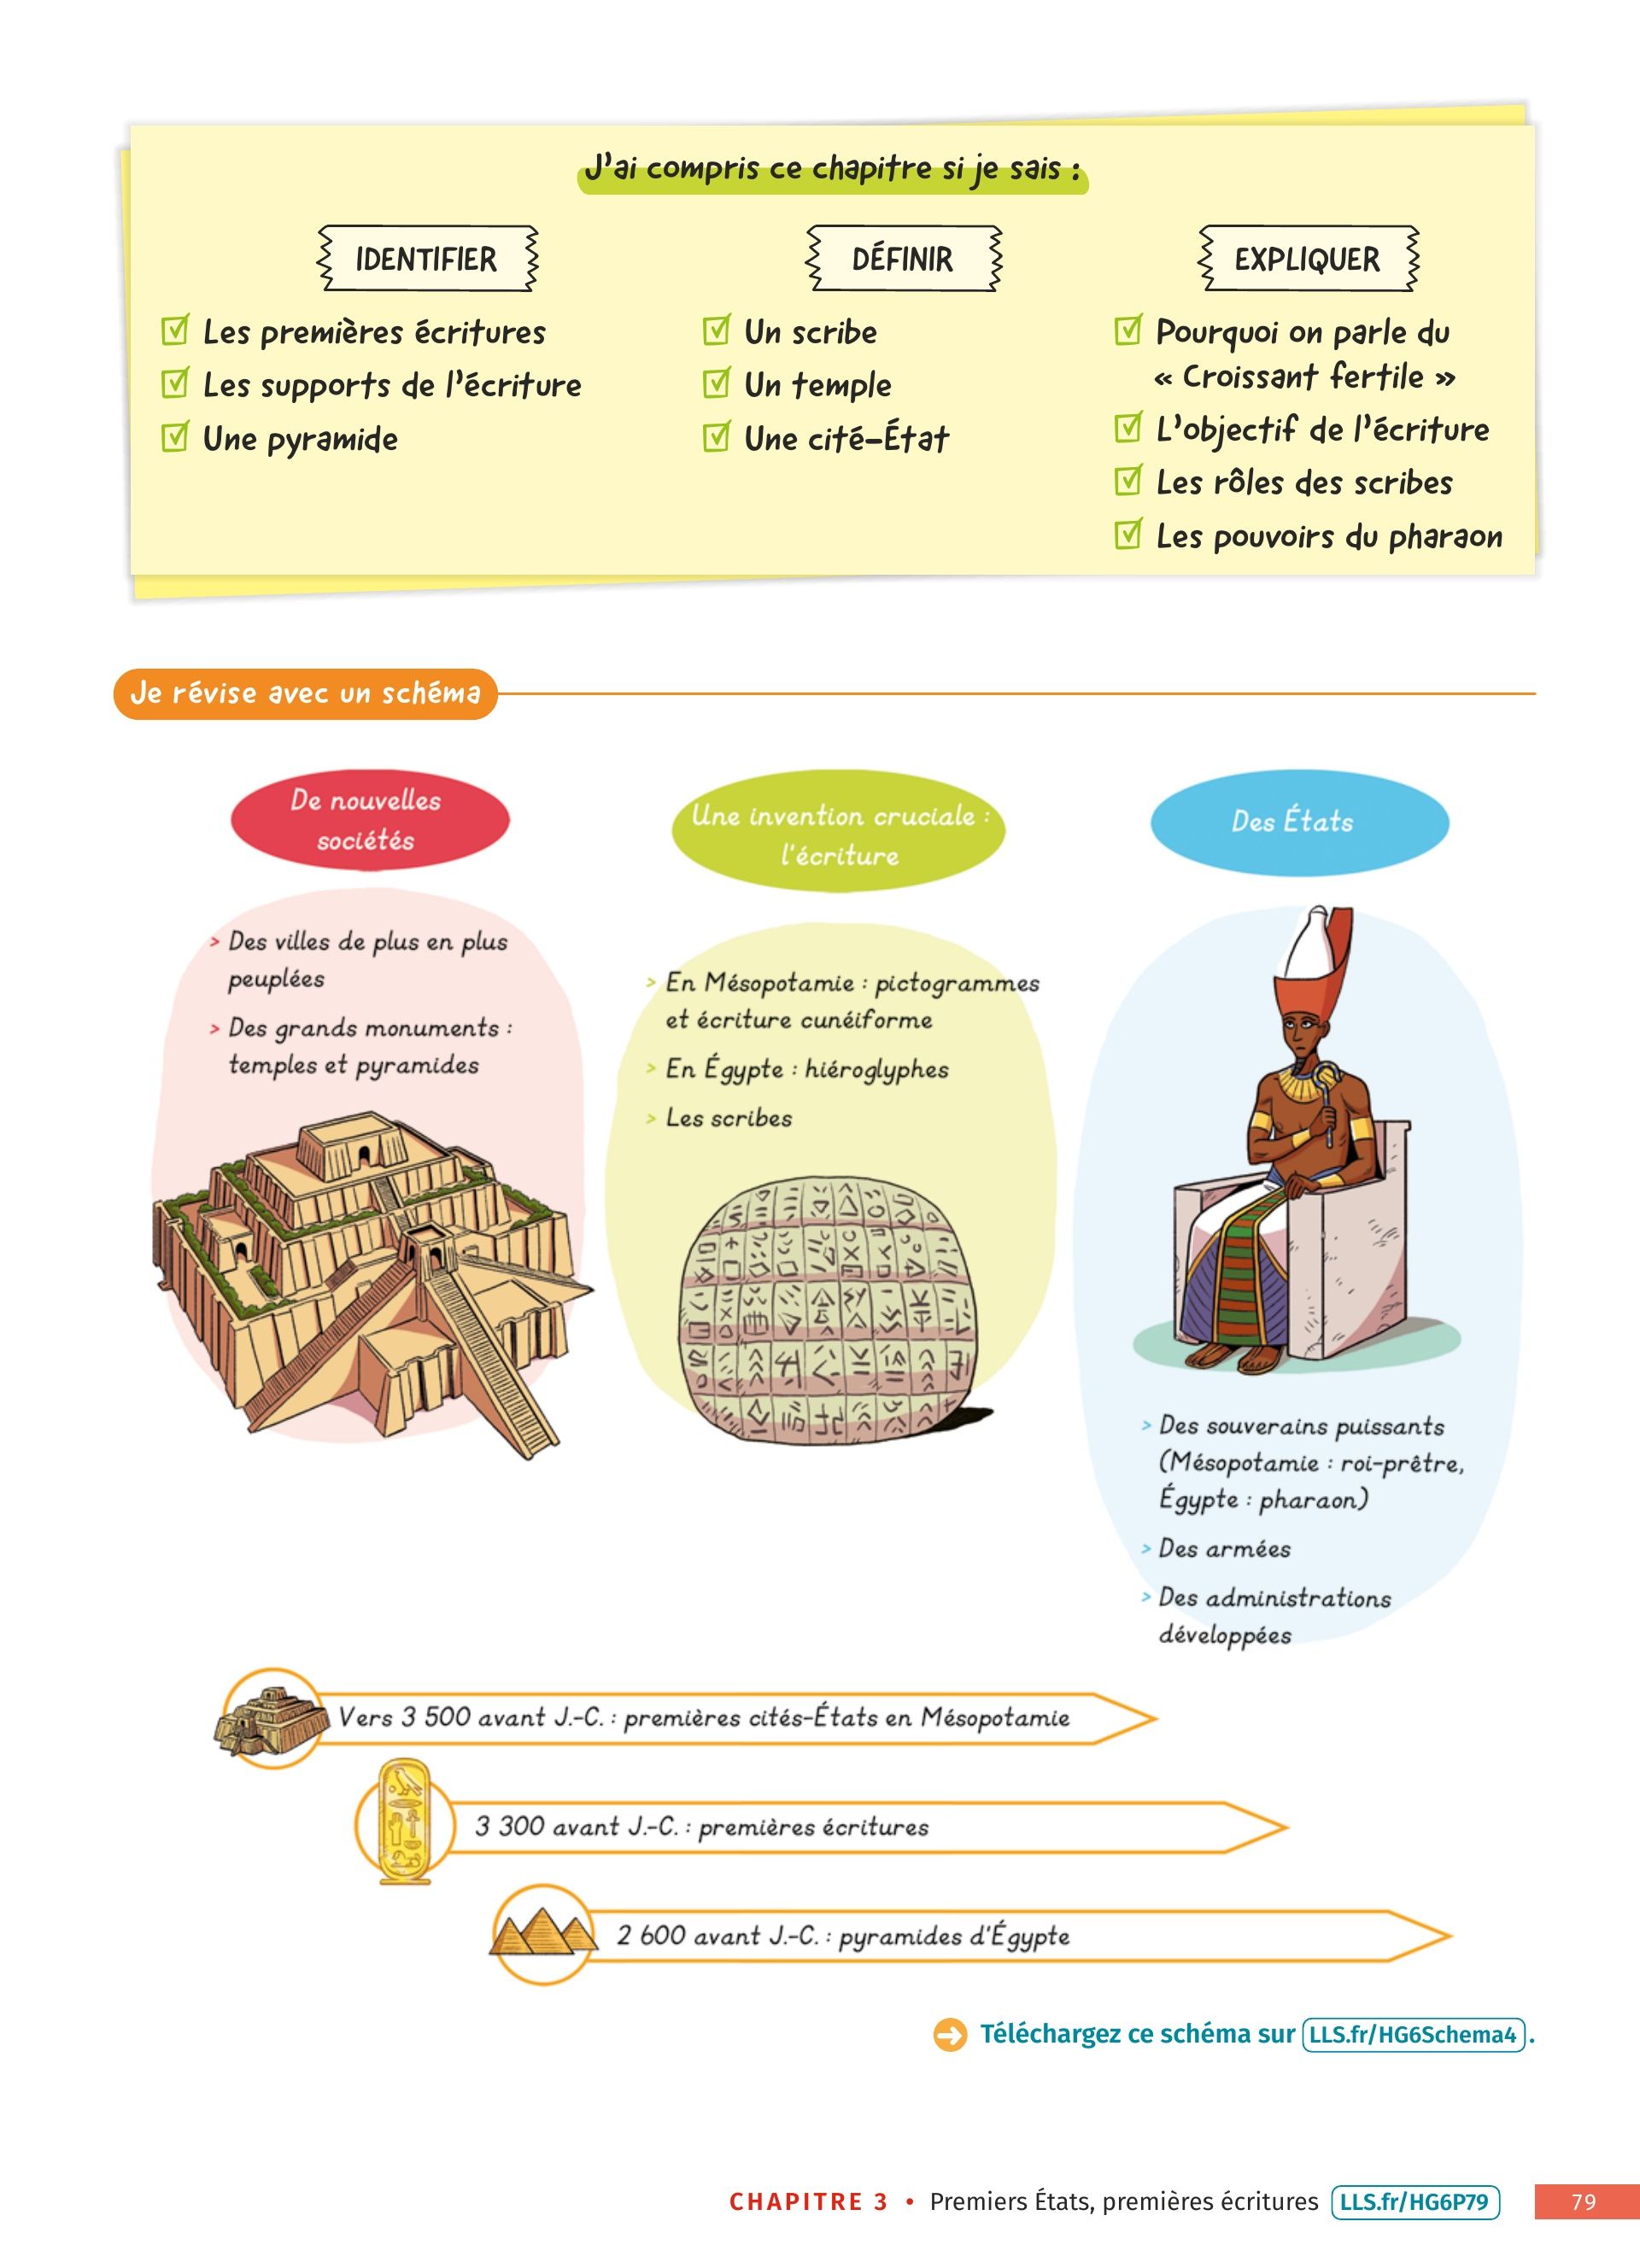 J'ai compris ce chapitre si je sais :
IDENTIFIER
Les premières écritures
Les supports de l'écriture
Une pyramide
DÉFINIR
Un scribe
Un temple
Une cité-État
EXPLIQUER
Pourquoi on parle du
« Croissant fertile »
L'objectif de l'écriture
Les rôles des scribes
Les pouvoirs du pharaon
Je révise avec un schéma
De nouvelles
sociétés
> Des villes de plus en plus
peuplées
> Des grands monuments :
temples et pyramides
Une invention cruciale :
l'écriture
> En Mésopotamie : pictogrammes
et écriture cunéiforme
> En Égypte : hiéroglyphes
> Les scribes
Des États
> Des souverains puissants
(Mésopotamie : roi-prêtre,
Égypte : pharaon)
> Des armées
> Des administrations
développées
Vers 3 500 avant J.-C. : premières cités-États en Mésopotamie
3 300 avant J.-C. : premières écritures
2 600 avant J.-C. : pyramides d'Égypte
Téléchargez ce schéma sur LLS.fr/HG6Schema4.
CHAPITRE 3 • Premiers États, premières écritures LLS.fr/HG6P79 79